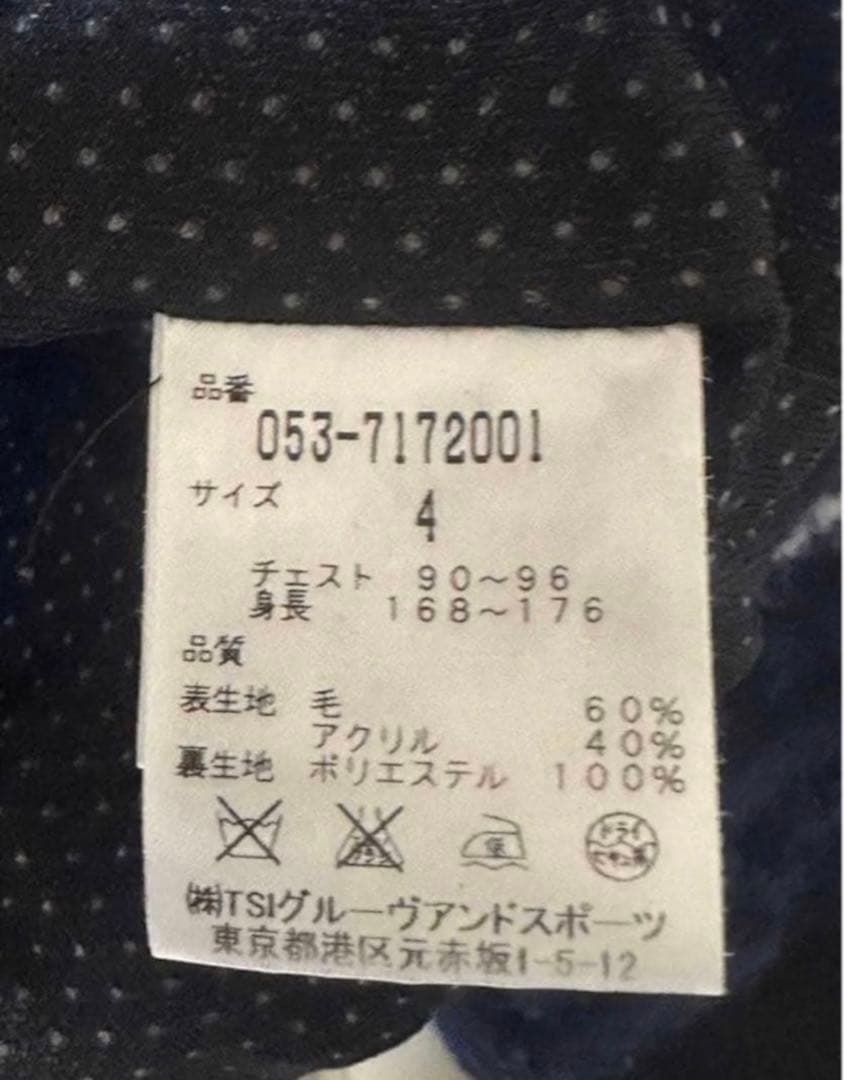 品番
053-7172001
サイズ 4
チェスト 90~96
身長 168~176
品質
表生地 毛 60%
アクリル 40%
裏生地 ポリエステル 100%
ドライ
㈱TSIグルーヴアンドスポーツ
東京都港区元赤坂1-5-12